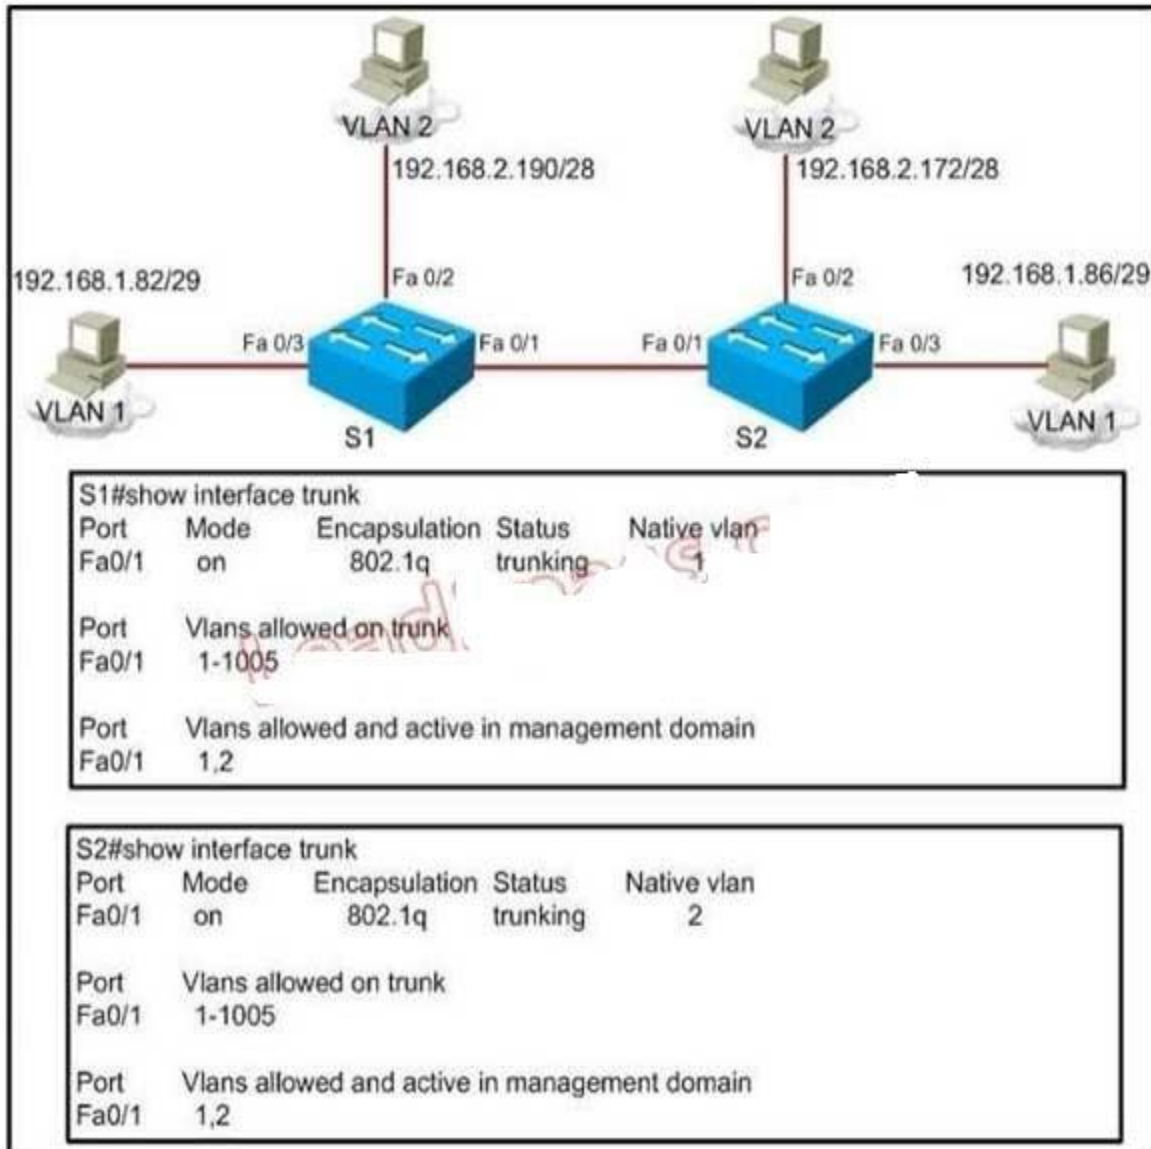 VLAN 2
VLAN 2
192.168.2.190/28
192.168.2.172/28
192.168.1.82/29
Fa 0/2
Fa 0/2
192.168.1.86/29
Fa 0/3
Fa 0/1
Fa 0/1
Fa 0/3
VLAN 1
S1
S2
VLAN 1
S1#show interface trunk
Port Mode Encapsulation Status Native vlan
Fa0/1 on 802.1q trunking 1
Port Vlans allowed on trunk
Fa0/1 1-1005
Port Vlans allowed and active in management domain
Fa0/1 1,2
S2#show interface trunk
Port Mode Encapsulation Status Native vlan
Fa0/1 on 802.1q trunking 2
Port Vlans allowed on trunk
Fa0/1 1-1005
Port Vlans allowed and active in management domain
Fa0/1 1,2